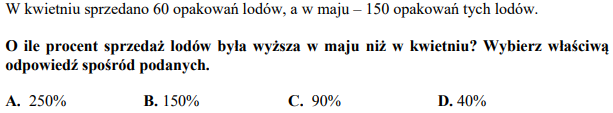 W kwietniu sprzedano 60 opakowań lodów, a w maju – 150 opakowań tych lodów.
O ile procent sprzedaż lodów była wyższa w maju niż w kwietniu? Wybierz właściwą
odpowiedź spośród podanych.
A. 250% B. 150% C. 90% D. 40%